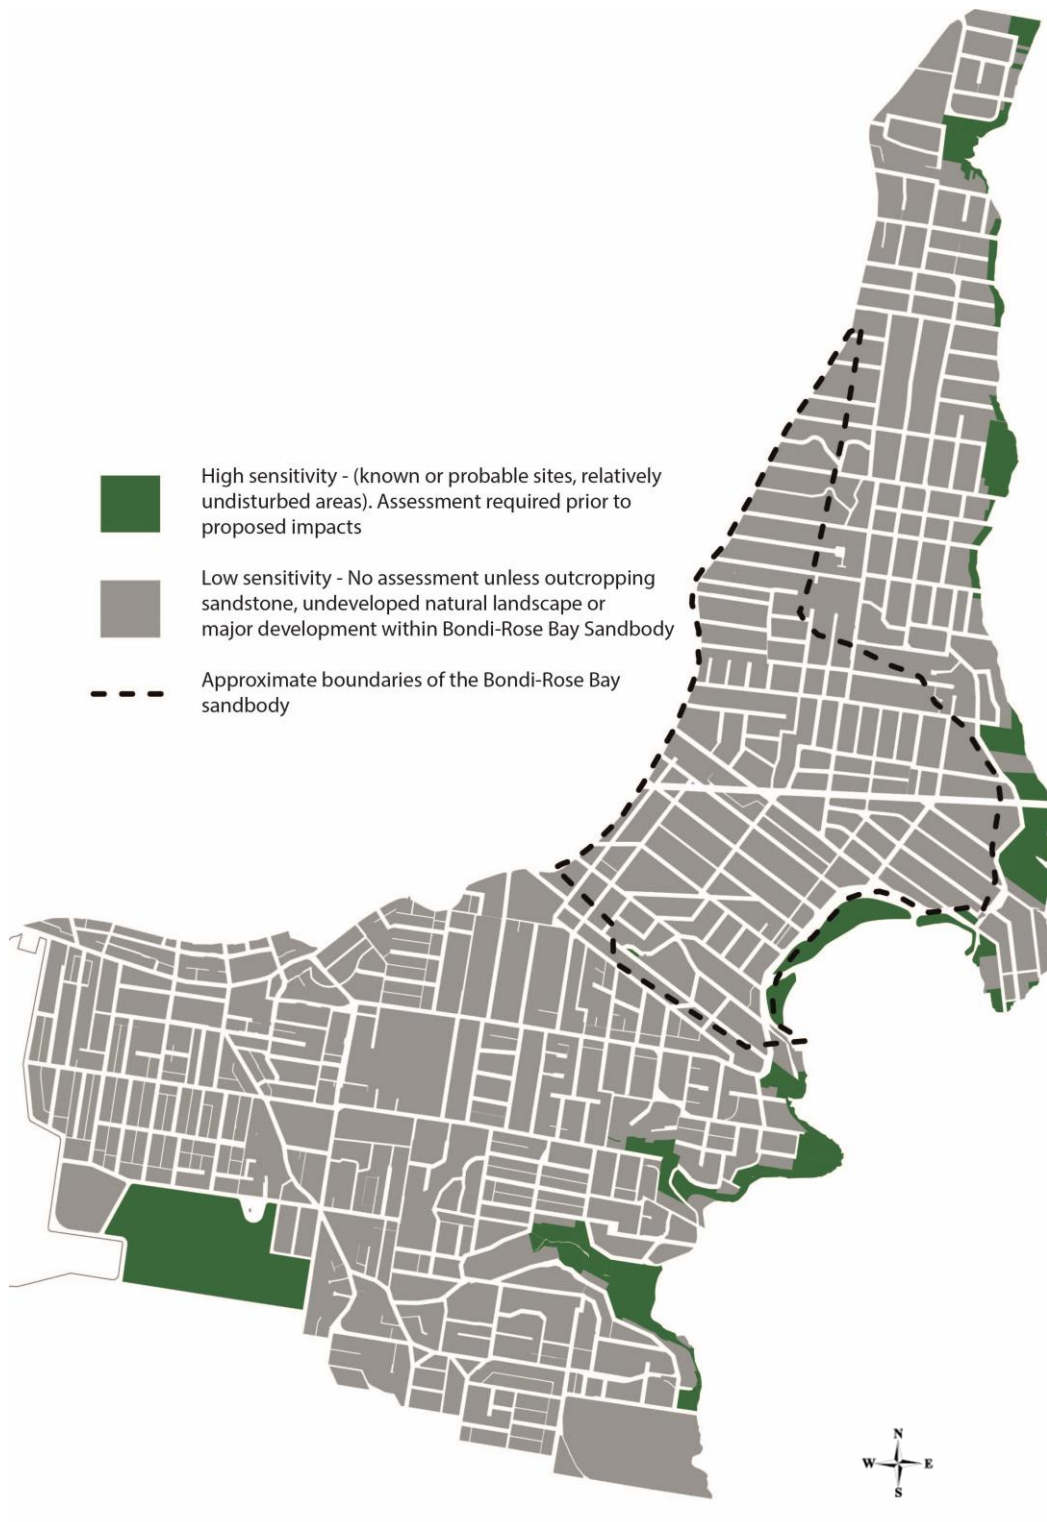 High sensitivity - (known or probable sites, relatively
undisturbed areas). Assessment required prior to
proposed impacts
Low sensitivity - No assessment unless outcropping
sandstone, undeveloped natural landscape or
major development within Bondi-Rose Bay Sandbody
Approximate boundaries of the Bondi-Rose Bay
sandbody
N
W E
S